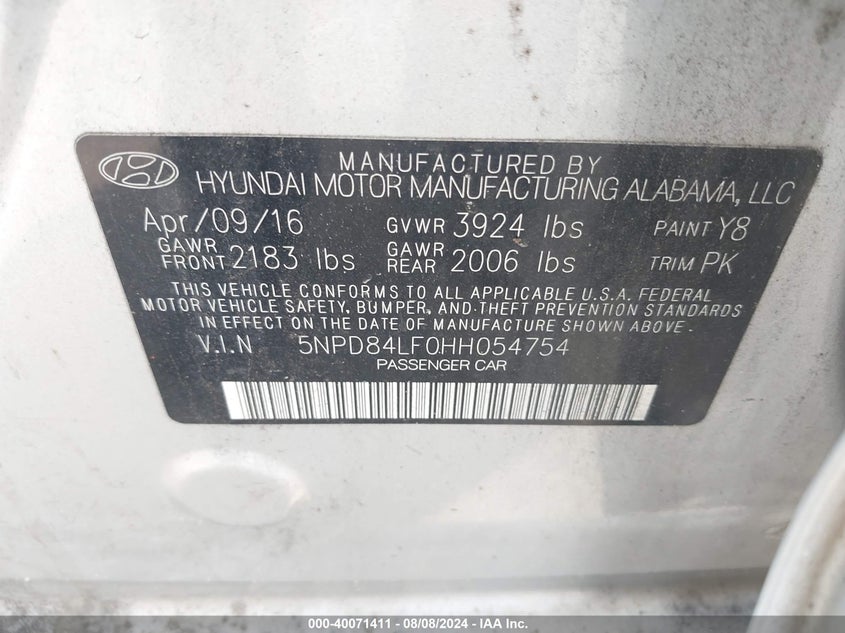 MANUFACTURED BY
HYUNDAI MOTOR MANUFACTURING ALABAMA, LLC
Apr/09/16 GVWR 3924 lbs PAINT Y8
GAWR FRONT 2183 lbs GAWR REAR 2006 lbs TRIM PK
THIS VEHICLE CONFORMS TO ALL APPLICABLE U.S.A. FEDERAL
MOTOR VEHICLE SAFETY, BUMPER, AND THEFT PREVENTION STANDARDS
IN EFFECT ON THE DATE OF MANUFACTURE SHOWN ABOVE.
V.I.N 5NPD84LF0HH054754
PASSENGER CAR
000-40071411 - 08/08/2024 - IAAI.COM